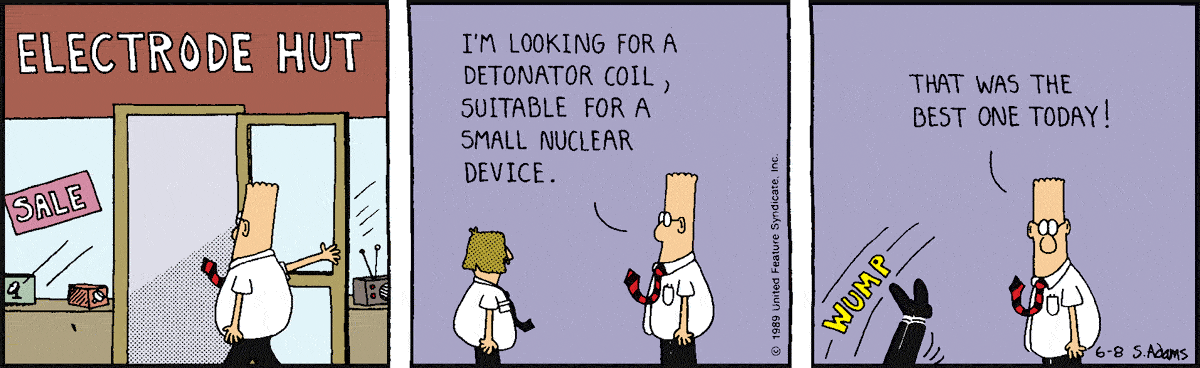 ELECTRODE HUT
SALE
I'M LOOKING FOR A
DETONATOR COIL,
SUITABLE FOR A
SMALL NUCLEAR
DEVICE.
© 1989 United Feature Syndicate, Inc.
THAT WAS THE
BEST ONE TODAY!
WUMP
6-8 S.Adams